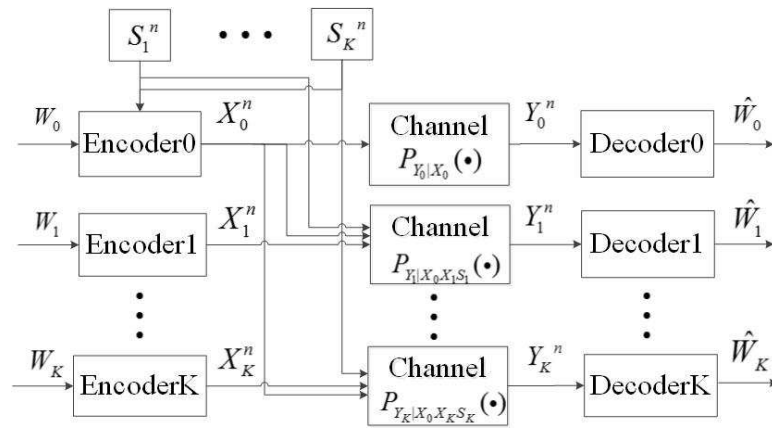 S_1^n • • • S_K^n
W_0 Encoder0 X_0^n Channel P_{Y_0|X_0}(•) Y_0^n Decoder0 Ŵ_0
W_1 Encoder1 X_1^n Channel P_{Y_1|X_0X_1S_1}(•) Y_1^n Decoder1 Ŵ_1
W_K EncoderK X_K^n Channel P_{Y_K|X_0X_KS_K}(•) Y_K^n DecoderK Ŵ_K